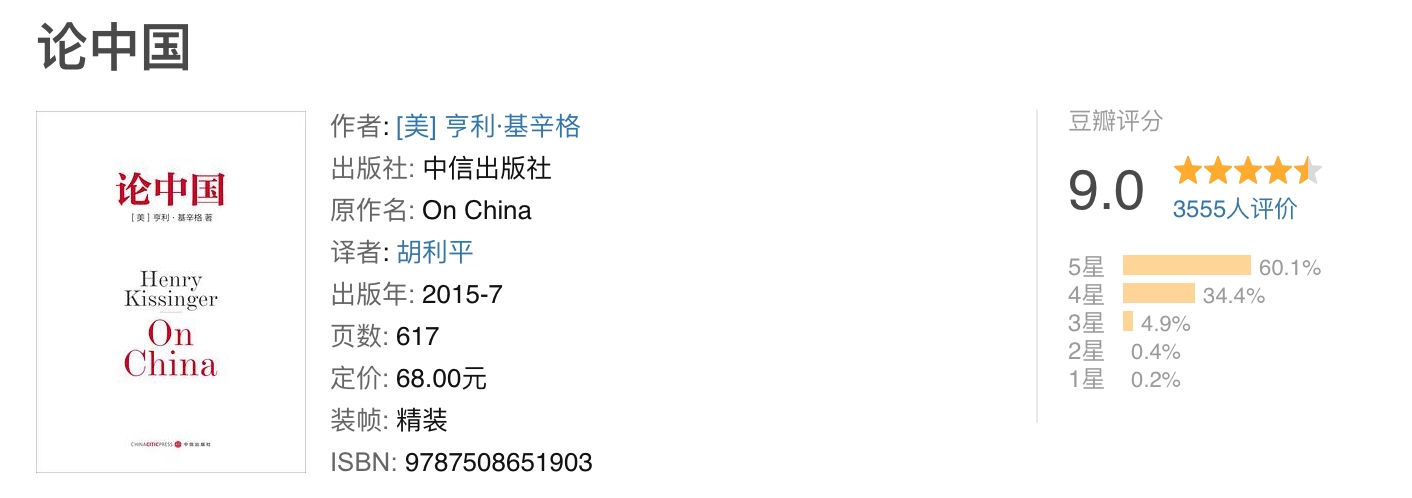 论中国
论中国
[美] 亨利·基辛格 著
Henry
Kissinger
On
China
CHINACITICPRESS 中信出版社
作者: [美] 亨利·基辛格
出版社: 中信出版社
原作名: On China
译者: 胡利平
出版年: 2015-7
页数: 617
定价: 68.00元
装帧: 精装
ISBN: 9787508651903
豆瓣评分
9.0
3555人评价
5星 60.1%
4星 34.4%
3星 4.9%
2星 0.4%
1星 0.2%